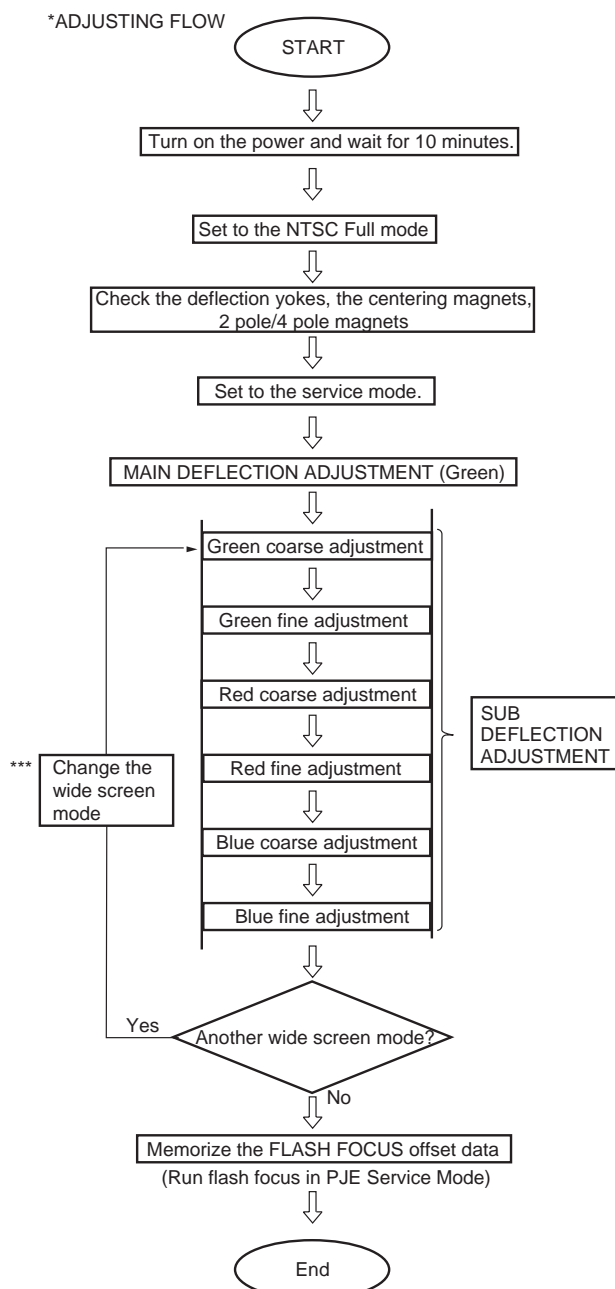 *ADJUSTING FLOW
START
Turn on the power and wait for 10 minutes.
Set to the NTSC Full mode
Check the deflection yokes, the centering magnets,
2 pole/4 pole magnets
Set to the service mode.
MAIN DEFLECTION ADJUSTMENT (Green)
Green coarse adjustment
Green fine adjustment
Red coarse adjustment
Red fine adjustment
Blue coarse adjustment
Blue fine adjustment
SUB
DEFLECTION
ADJUSTMENT
***
Change the
wide screen
mode
Yes
Another wide screen mode?
No
Memorize the FLASH FOCUS offset data
(Run flash focus in PJE Service Mode)
End